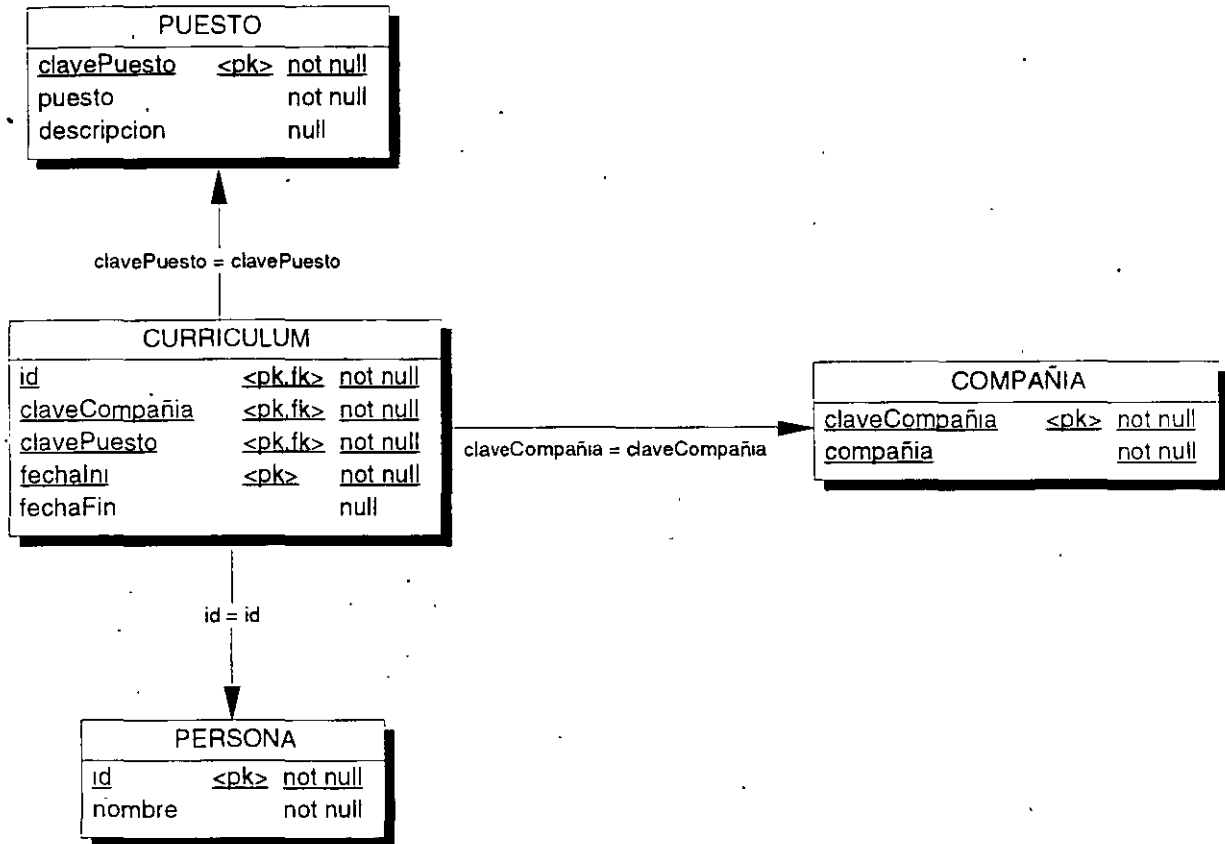 PUESTO
clavePuesto <pk> not null
puesto not null
descripcion null
clavePuesto = clavePuesto
CURRICULUM
id <pk,fk> not null
claveCompañia <pk,fk> not null
clavePuesto <pk,fk> not null
fechaIni <pk> not null
fechaFin null
claveCompañia = claveCompañia
COMPAÑIA
claveCompañia <pk> not null
compañia not null
id = id
PERSONA
id <pk> not null
nombre not null